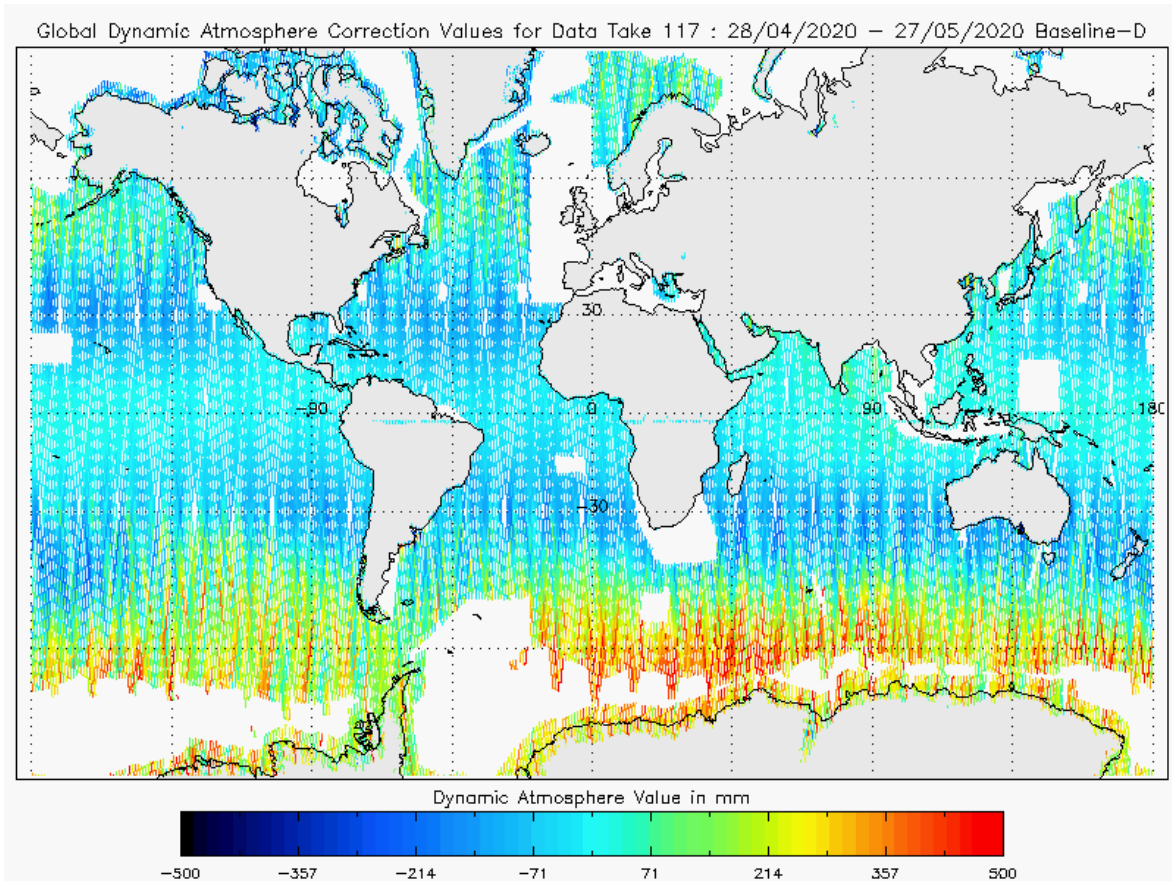 Global Dynamic Atmosphere Correction Values for Data Take 117 : 28/04/2020 – 27/05/2020 Baseline–D
30
–90 0 90 180
–30
Dynamic Atmosphere Value in mm
–500 –357 –214 –71 71 214 357 500